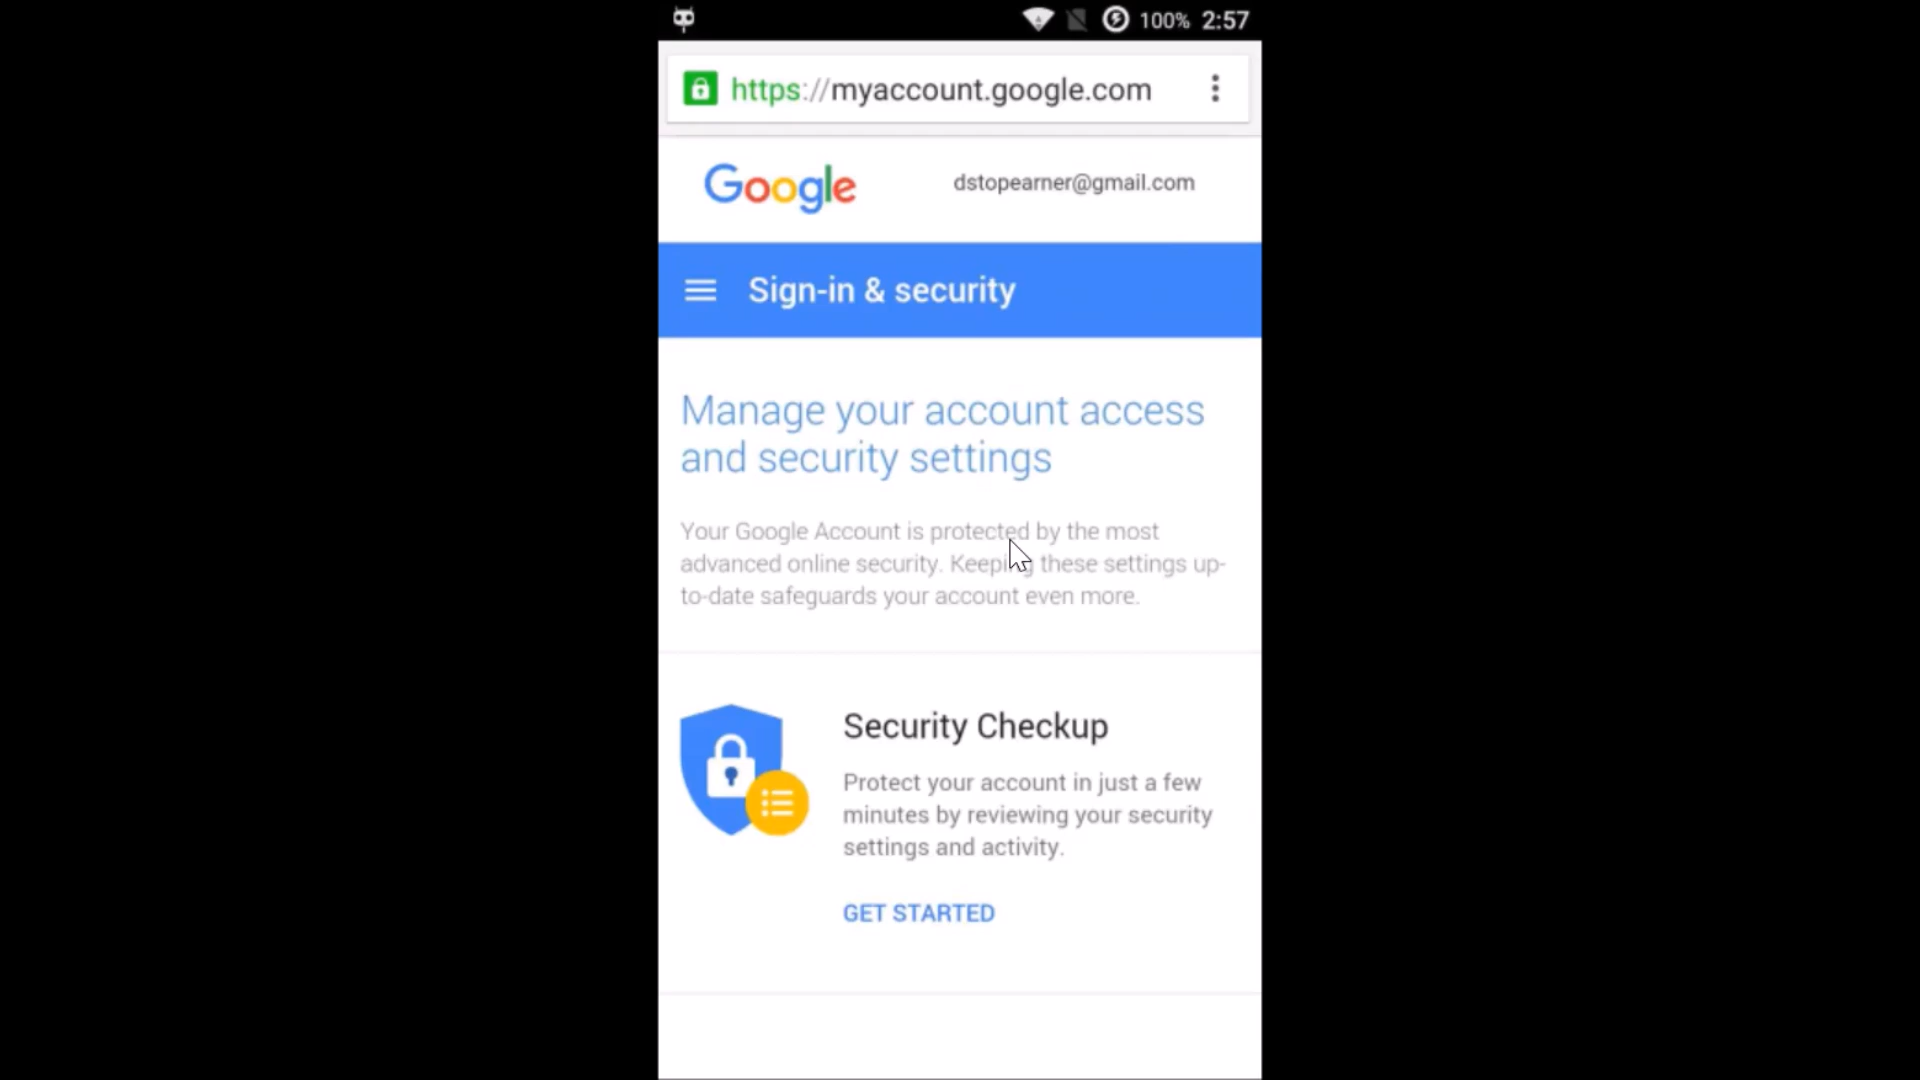 100% 2:57
https://myaccount.google.com
Google dstopearner@gmail.com
Sign-in & security
Manage your account access
and security settings
Your Google Account is protected by the most
advanced online security. Keeping these settings up-
to-date safeguards your account even more.
Security Checkup
Protect your account in just a few
minutes by reviewing your security
settings and activity.
GET STARTED